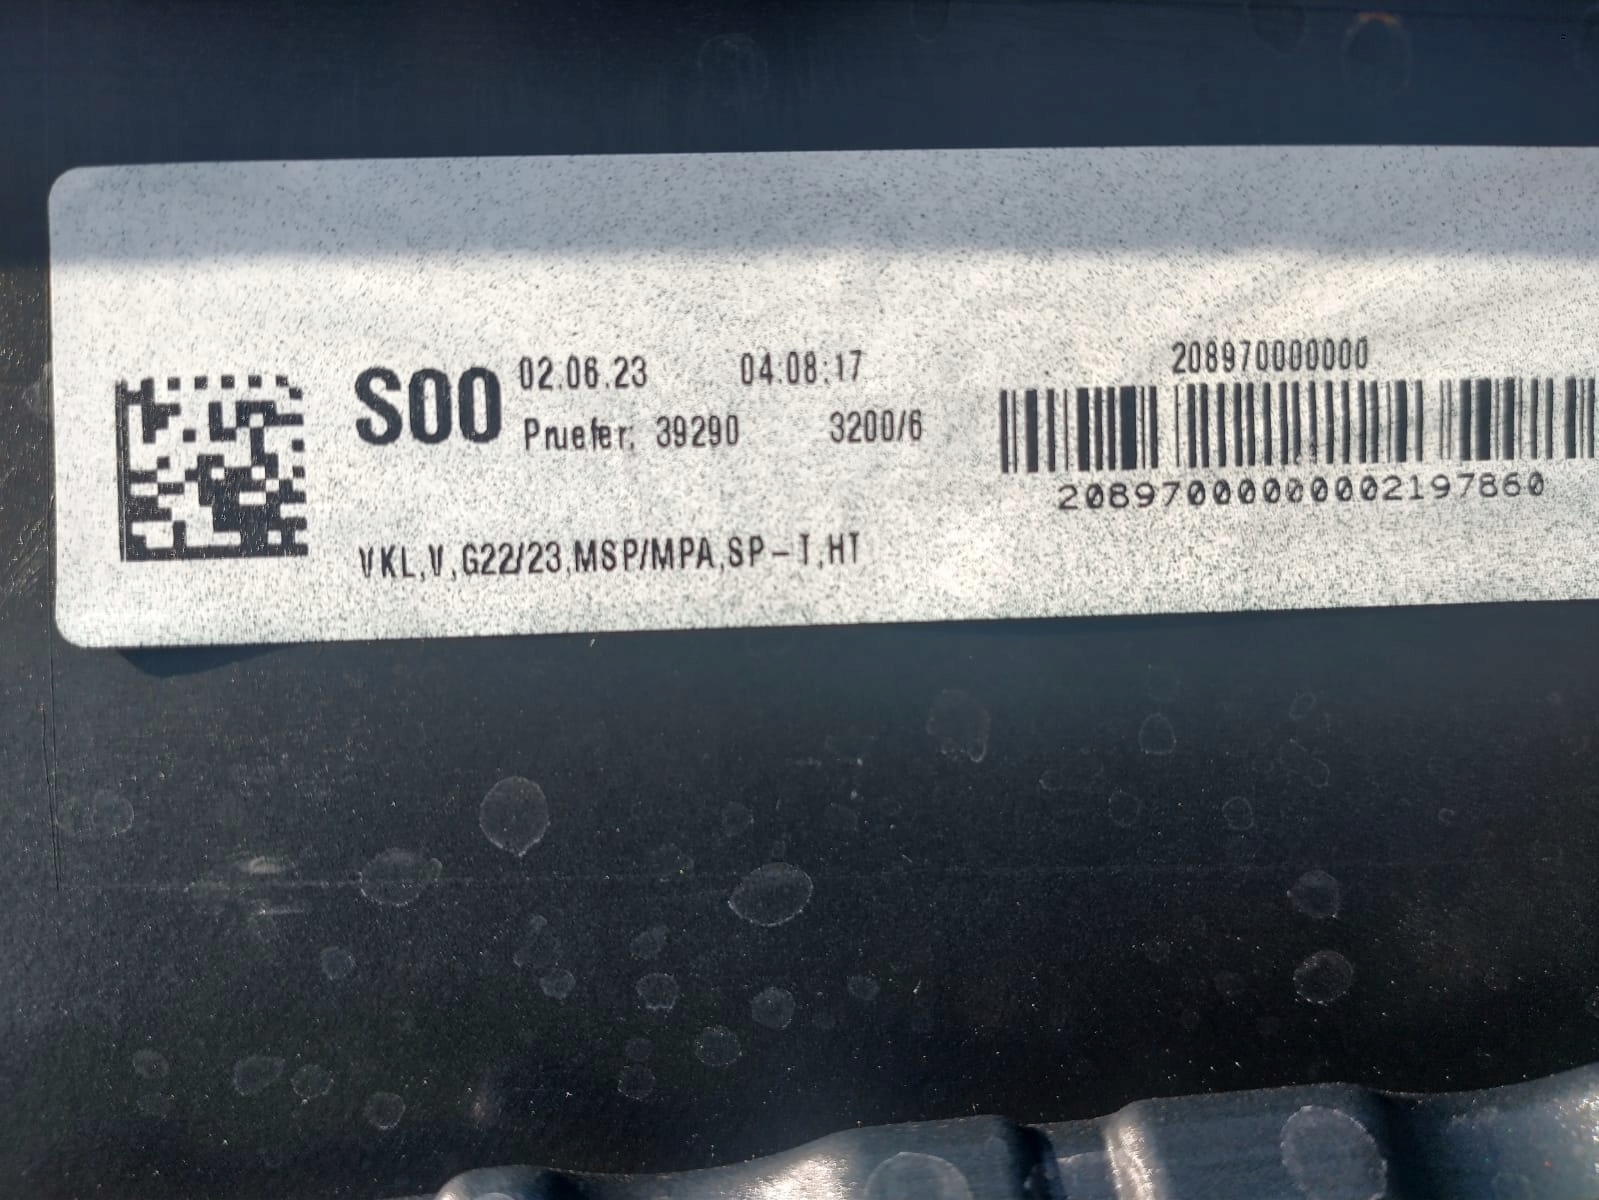 S00 02.06.23 04:08:17
Pruefer: 39290 3200/6
208970000000
208970000000002197860
VKL,V,G22/23,MSP/MPA,SP-T,HT